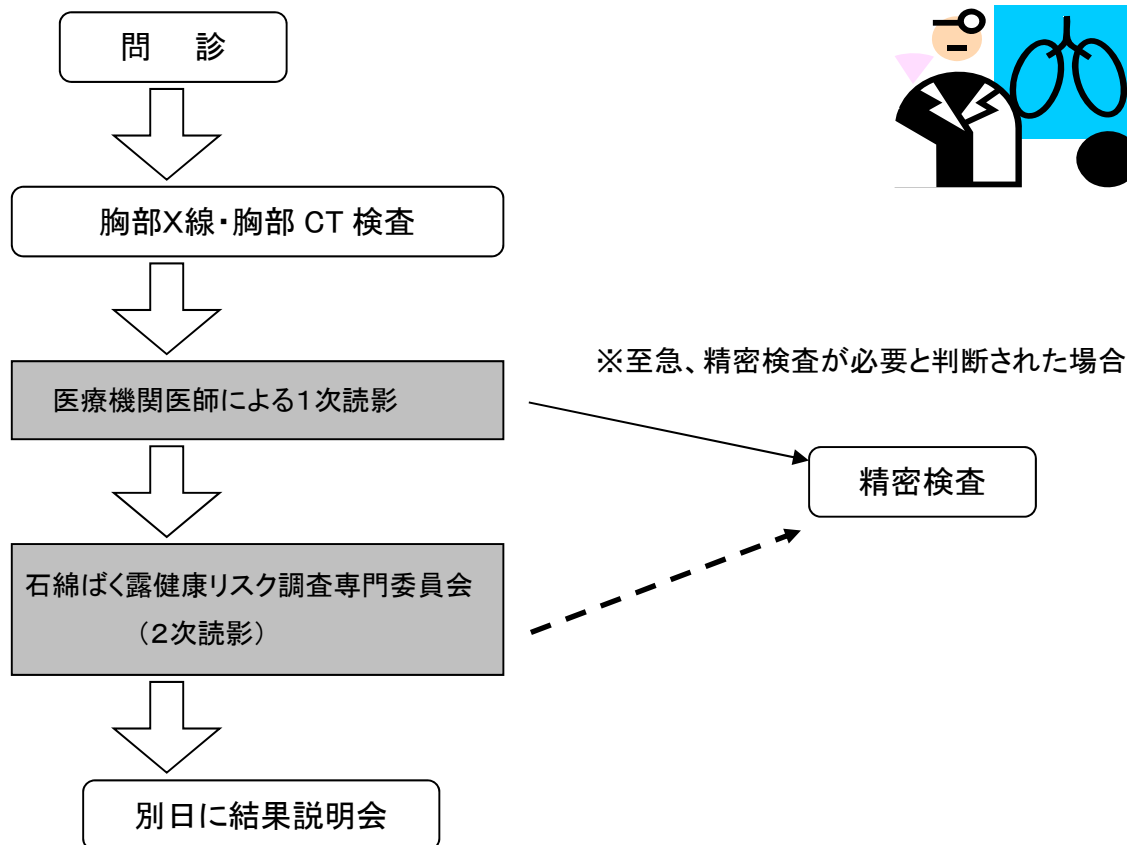 問　診
胸部X線・胸部 CT 検査
※至急、精密検査が必要と判断された場合
医療機関医師による１次読影
精密検査
石綿ばく露健康リスク調査専門委員会
（２次読影）
別日に結果説明会